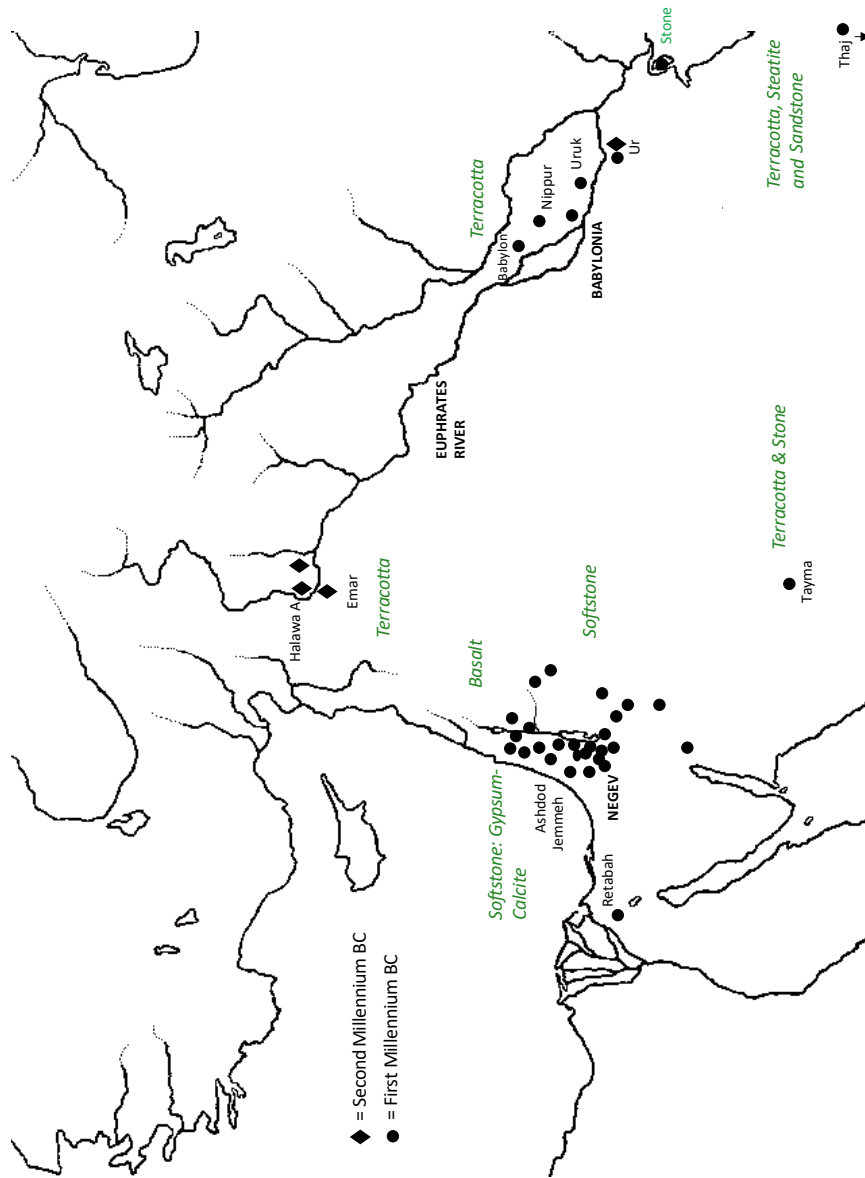 Stone
Thaj
Terracotta, Steatite
and Sandstone
Terracotta
Ur
Uruk
Nippur
Babylon
BABYLONIA
EUPHRATES
RIVER
Terracotta & Stone
Tayma
Halawa A
Emar
Terracotta
Basalt
Softstone
Softstone: Gypsum-
Calcite
Ashdod
Jemmeh
NEGEV
Retabah
= Second Millennium BC
= First Millennium BC